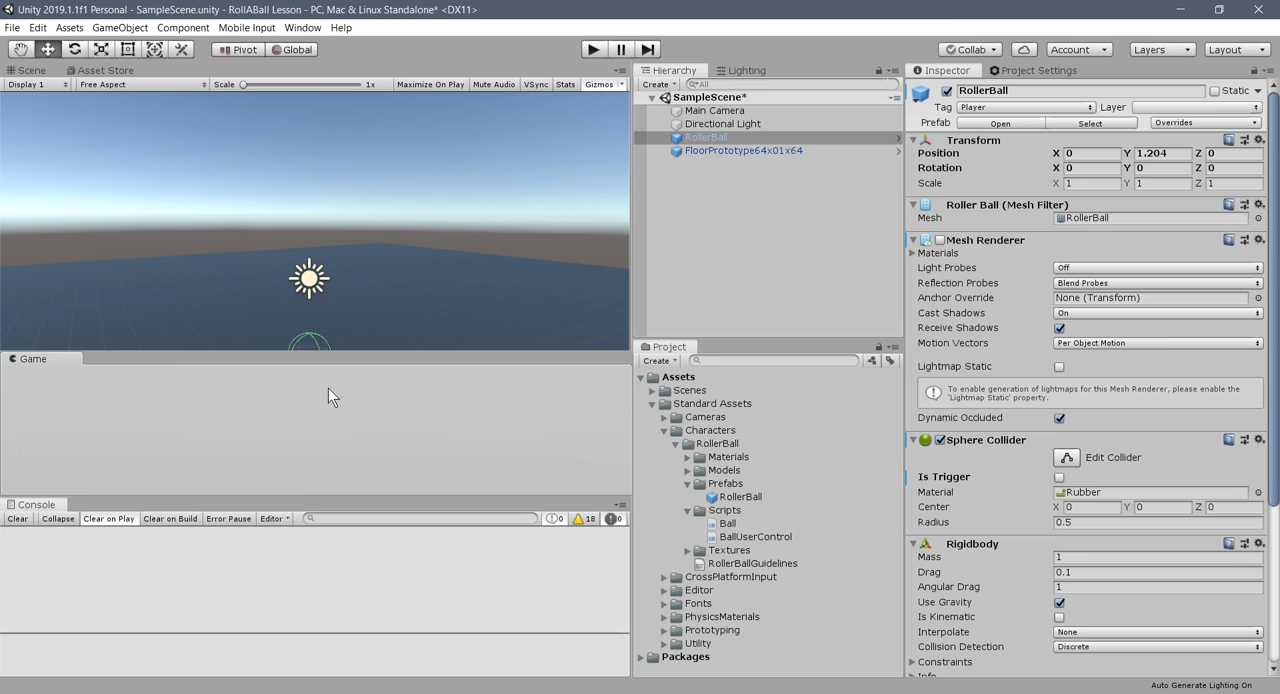 Unity 2019.1.1f1 Personal - SampleScene.unity - RollABall Lesson - PC, Mac & Linux Standalone* <DX11>
File Edit Assets GameObject Component Mobile Input Window Help
Pivot Global Collab Account Layers Layout
Scene Asset Store
Display 1 Free Aspect Scale 1x Maximize On Play Mute Audio VSync Stats Gizmos
Game
Console
Clear Collapse Clear on Play Clear on Build Error Pause Editor 0 18 0
Hierarchy Lighting
Create All
SampleScene*
Main Camera
Directional Light
RollerBall
FloorPrototype64x01x64
Project
Create
Assets
Scenes
Standard Assets
Cameras
Characters
RollerBall
Materials
Models
Prefabs
RollerBall
Scripts
Ball
BallUserControl
Textures
RollerBallGuidelines
CrossPlatformInput
Editor
Fonts
PhysicsMaterials
Prototyping
Utility
Packages
Inspector Project Settings
RollerBall Static
Tag Player Layer
Prefab Open Select Overrides
Transform
Position X 0 Y 1.204 Z 0
Rotation X 0 Y 0 Z 0
Scale X 1 Y 1 Z 1
Roller Ball (Mesh Filter)
Mesh RollerBall
Mesh Renderer
Materials
Light Probes Off
Reflection Probes Blend Probes
Anchor Override None (Transform)
Cast Shadows On
Receive Shadows
Motion Vectors Per Object Motion
Lightmap Static
To enable generation of lightmaps for this Mesh Renderer, please enable the
'Lightmap Static' property.
Dynamic Occluded
Sphere Collider
Edit Collider
Is Trigger
Material Rubber
Center X 0 Y 0 Z 0
Radius 0.5
Rigidbody
Mass 1
Drag 0.1
Angular Drag 1
Use Gravity
Is Kinematic
Interpolate None
Collision Detection Discrete
Constraints
Auto Generate Lighting On